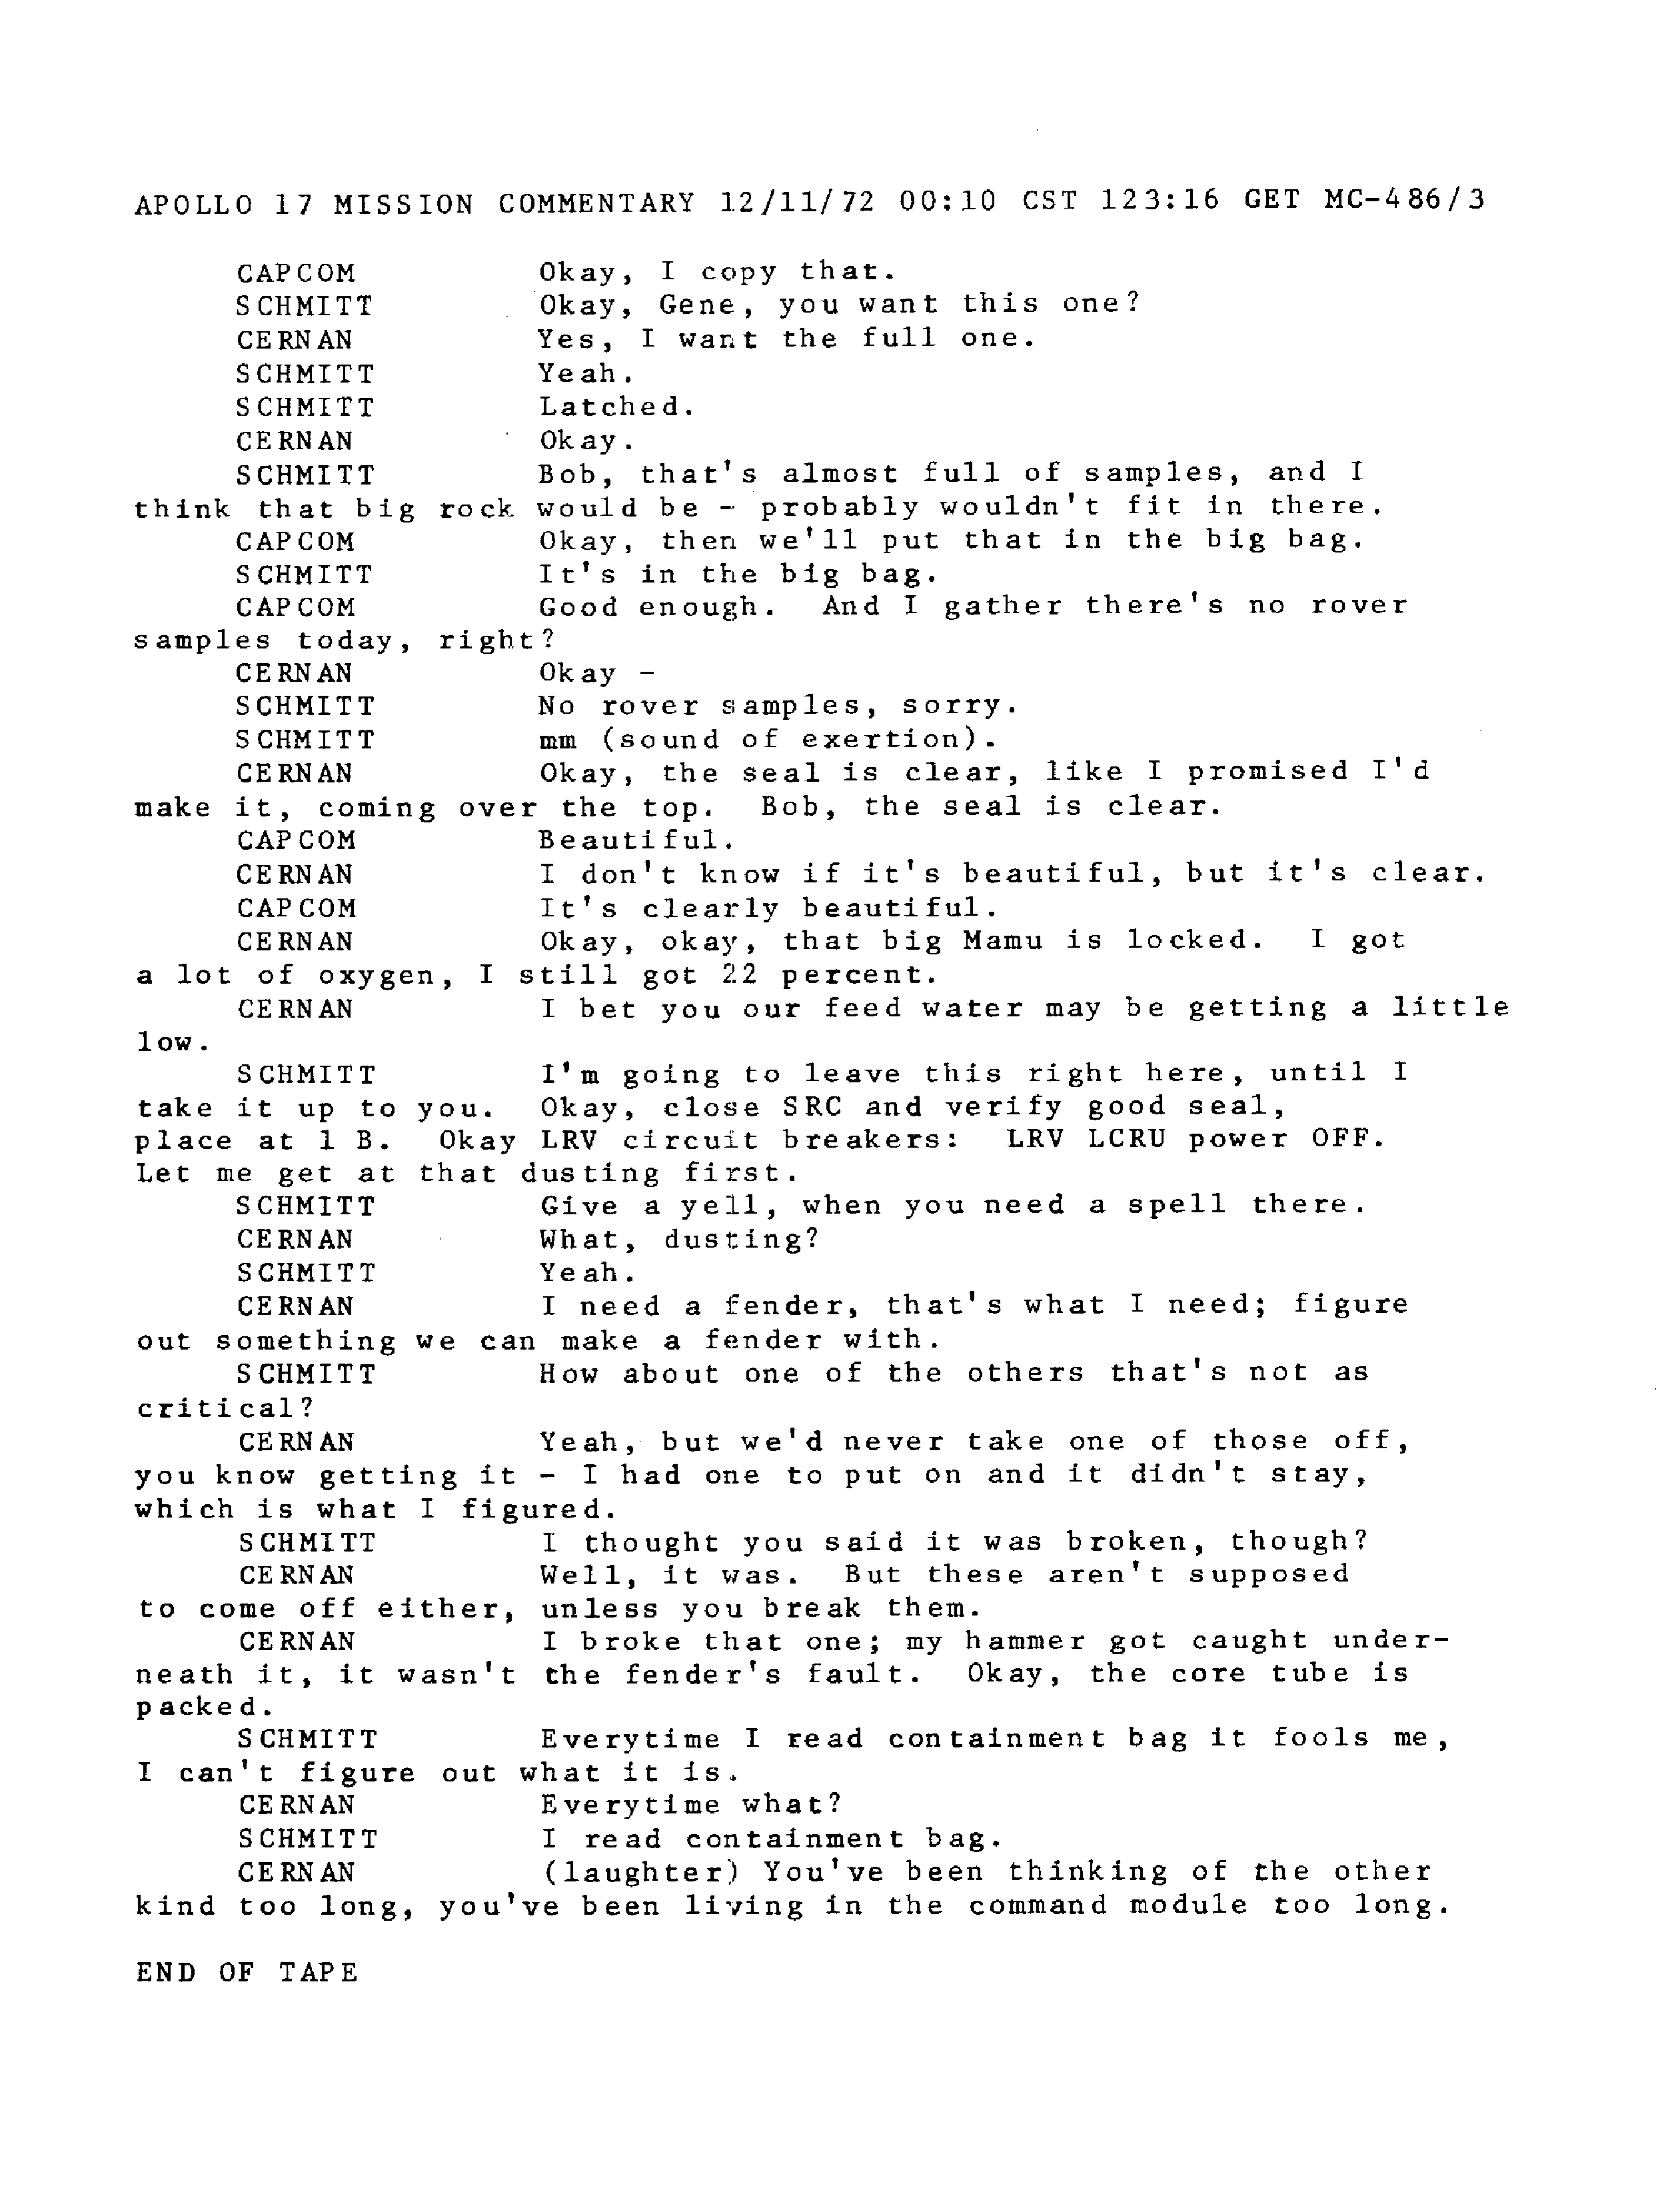 APOLLO 17 MISSION COMMENTARY 12/11/72 00:10 CST 123:16 GET MC-486/3
CAPCOM Okay, I copy that.
SCHMITT Okay, Gene, you want this one?
CERNAN Yes, I want the full one.
SCHMITT Yeah.
SCHMITT Latched.
CERNAN Okay.
SCHMITT Bob, that's almost full of samples, and I
think that big rock would be - probably wouldn't fit in there.
CAPCOM Okay, then we'll put that in the big bag.
SCHMITT It's in the big bag.
CAPCOM Good enough. And I gather there's no rover
samples today, right?
CERNAN Okay -
SCHMITT No rover samples, sorry.
SCHMITT mm (sound of exertion).
CERNAN Okay, the seal is clear, like I promised I'd
make it, coming over the top. Bob, the seal is clear.
CAPCOM Beautiful.
CERNAN I don't know if it's beautiful, but it's clear.
CAPCOM It's clearly beautiful.
CERNAN Okay, okay, that big Mamu is locked. I got
a lot of oxygen, I still got 22 percent.
CERNAN I bet you our feed water may be getting a little
low.
SCHMITT I'm going to leave this right here, until I
take it up to you. Okay, close SRC and verify good seal,
place at 1 B. Okay LRV circuit breakers: LRV LCRU power OFF.
Let me get at that dusting first.
SCHMITT Give a yell, when you need a spell there.
CERNAN What, dusting?
SCHMITT Yeah.
CERNAN I need a fender, that's what I need; figure
out something we can make a fender with.
SCHMITT How about one of the others that's not as
critical?
CERNAN Yeah, but we'd never take one of those off,
you know getting it - I had one to put on and it didn't stay,
which is what I figured.
SCHMITT I thought you said it was broken, though?
CERNAN Well, it was. But these aren't supposed
to come off either, unless you break them.
CERNAN I broke that one; my hammer got caught under-
neath it, it wasn't the fender's fault. Okay, the core tube is
packed.
SCHMITT Everytime I read containment bag it fools me,
I can't figure out what it is.
CERNAN Everytime what?
SCHMITT I read containment bag.
CERNAN (laughter) You've been thinking of the other
kind too long, you've been living in the command module too long.
END OF TAPE